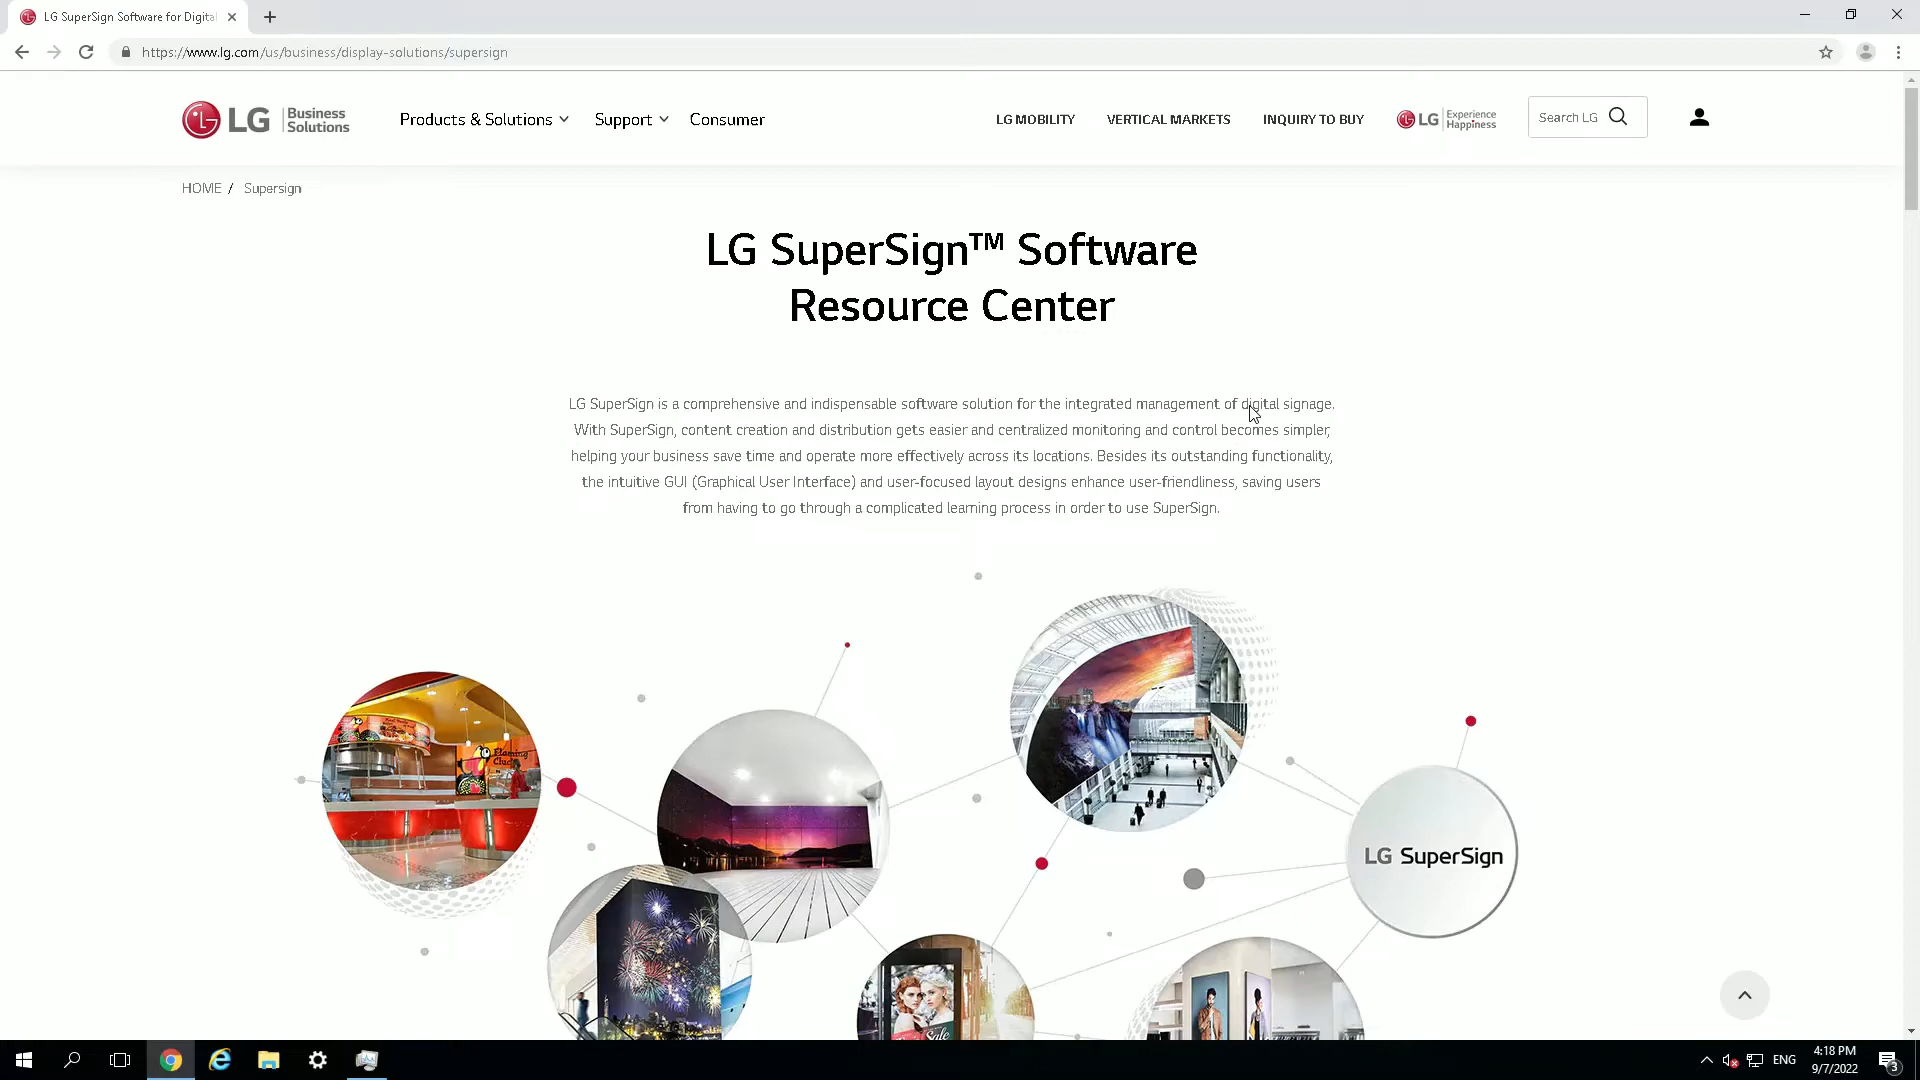 LG SuperSign Software for Digita
https://www.lg.com/us/business/display-solutions/supersign
LG Business Solutions
Products & Solutions
Support
Consumer
LG MOBILITY
VERTICAL MARKETS
INQUIRY TO BUY
LG Experience Happiness
Search LG
HOME / Supersign
LG SuperSign™ Software
Resource Center
LG SuperSign is a comprehensive and indispensable software solution for the integrated management of digital signage.
With SuperSign, content creation and distribution gets easier and centralized monitoring and control becomes simpler,
helping your business save time and operate more effectively across its locations. Besides its outstanding functionality,
the intuitive GUI (Graphical User Interface) and user-focused layout designs enhance user-friendliness, saving users
from having to go through a complicated learning process in order to use SuperSign.
Flaming
LG SuperSign
Sale
ENG
4:18 PM
9/7/2022
3